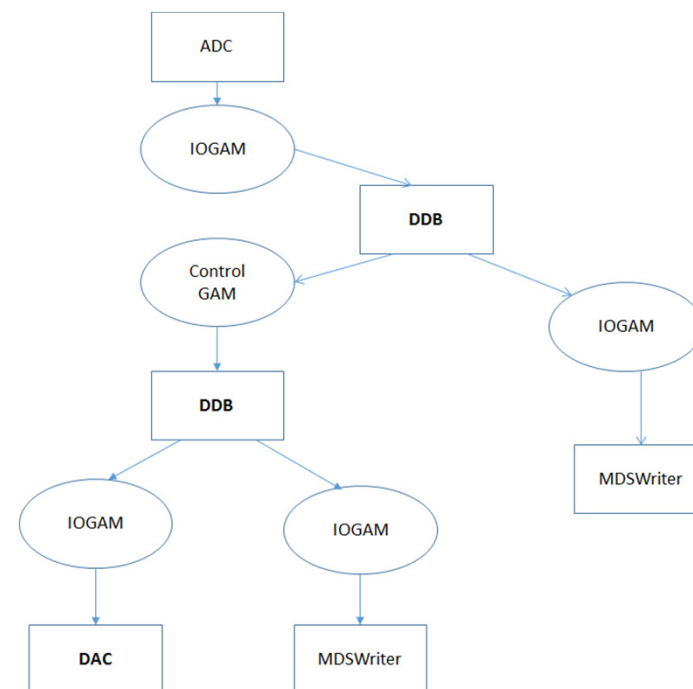 ADC
IOGAM
DDB
Control
GAM
IOGAM
DDB
MDSWriter
IOGAM
IOGAM
DAC
MDSWriter